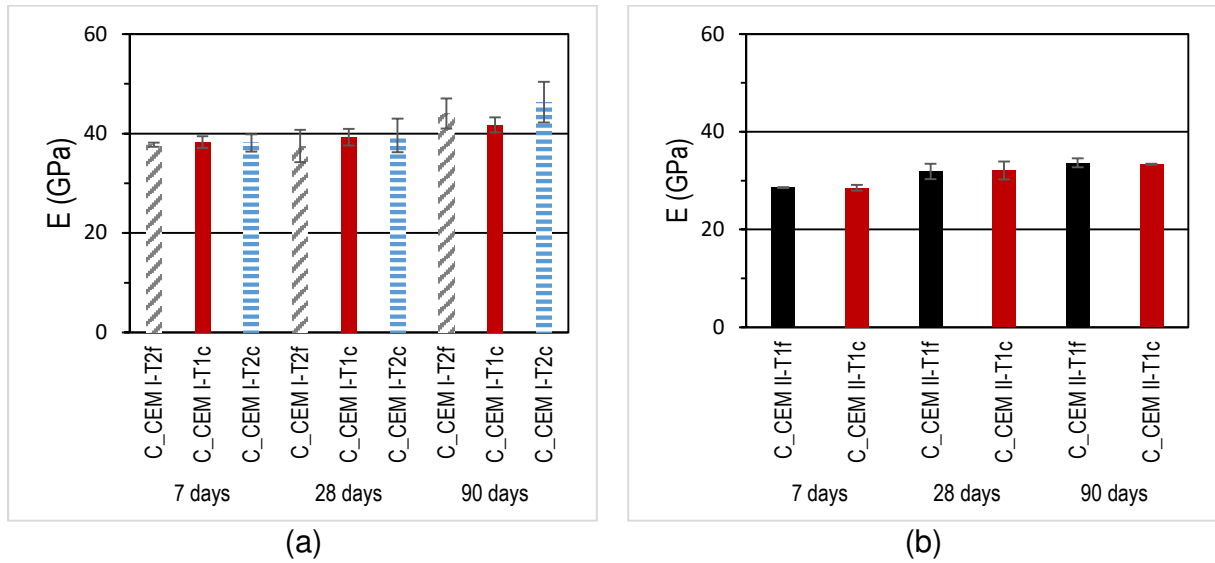 60
40
20
0
E (GPa)
C_CEM I-T2f
C_CEM I-T1c
C_CEM I-T2c
C_CEM I-T2f
C_CEM I-T1c
C_CEM I-T2c
C_CEM I-T2f
C_CEM I-T1c
C_CEM I-T2c
7 days 28 days 90 days
(a)
60
40
20
0
E (GPa)
C_CEM II-T1f
C_CEM II-T1c
C_CEM II-T1f
C_CEM II-T1c
C_CEM II-T1f
C_CEM II-T1c
7 days 28 days 90 days
(b)